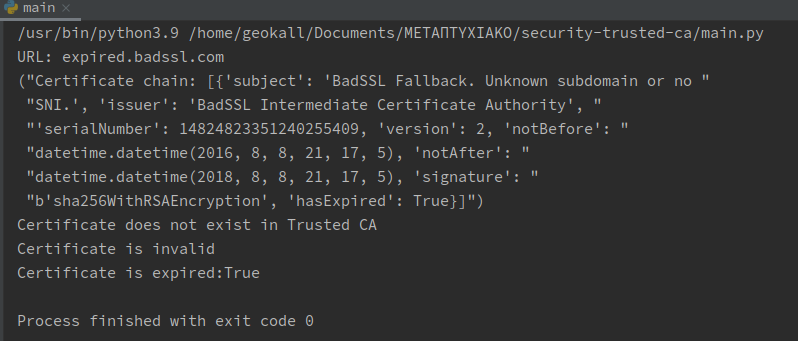 main
/usr/bin/python3.9 /home/geokall/Documents/ΜΕΤΑΠΤΥΧΙΑΚΟ/security-trusted-ca/main.py
URL: expired.badssl.com
("Certificate chain: [{'subject': 'BadSSL Fallback. Unknown subdomain or no "
"SNI.', 'issuer': 'BadSSL Intermediate Certificate Authority', "
"'serialNumber': 14824823351240255409, 'version': 2, 'notBefore': "
"datetime.datetime(2016, 8, 8, 21, 17, 5), 'notAfter': "
"datetime.datetime(2018, 8, 8, 21, 17, 5), 'signature': "
"b'sha256WithRSAEncryption', 'hasExpired': True}]")
Certificate does not exist in Trusted CA
Certificate is invalid
Certificate is expired:True
Process finished with exit code 0